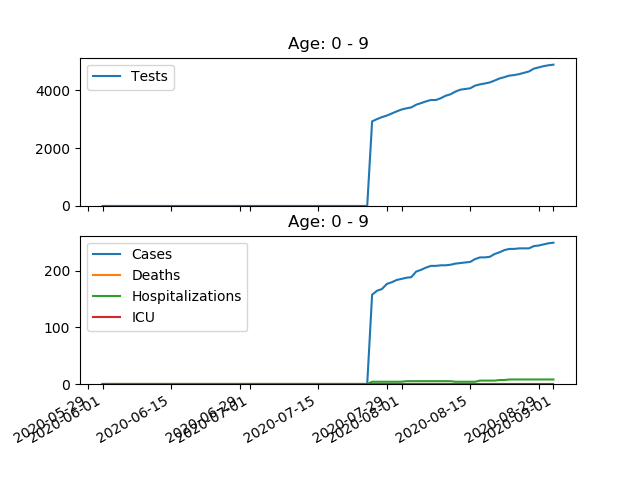 Age: 0 - 9
Tests
4000
2000
0
Age: 0 - 9
Cases
Deaths
Hospitalizations
ICU
200
100
0
2020-05-29
2020-06-01
2020-06-15
2020-06-29
2020-07-01
2020-07-15
2020-07-29
2020-08-01
2020-08-15
2020-08-29
2020-09-01